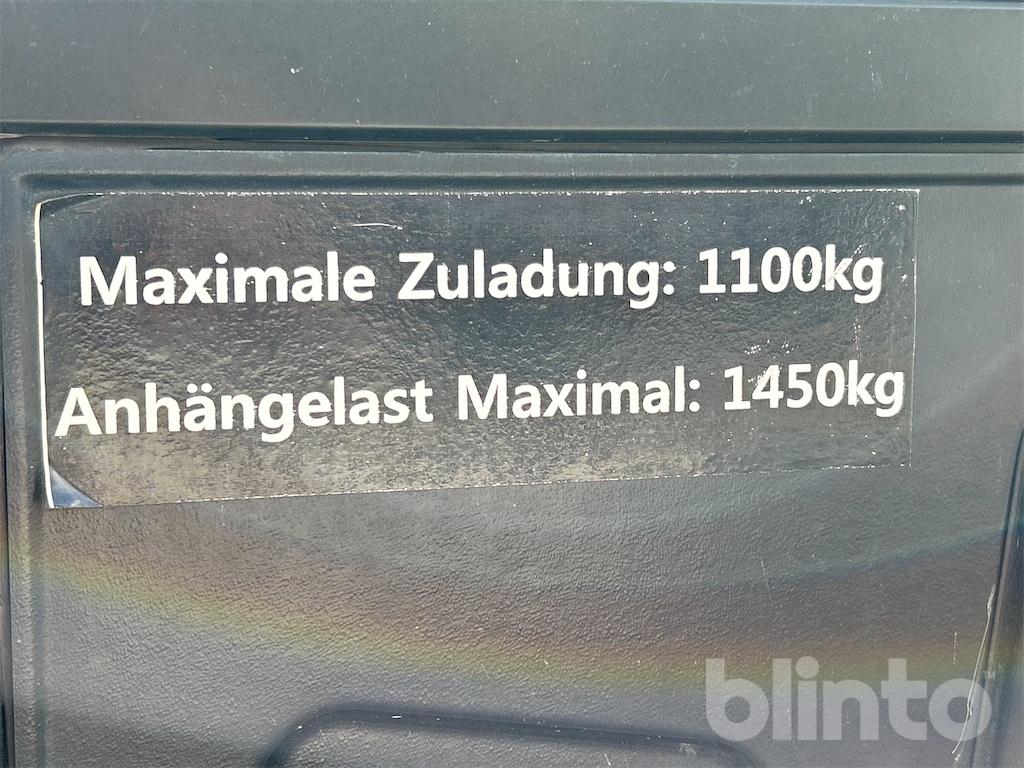 Maximale Zuladung: 1100kg
Anhängelast Maximal: 1450kg
blinto